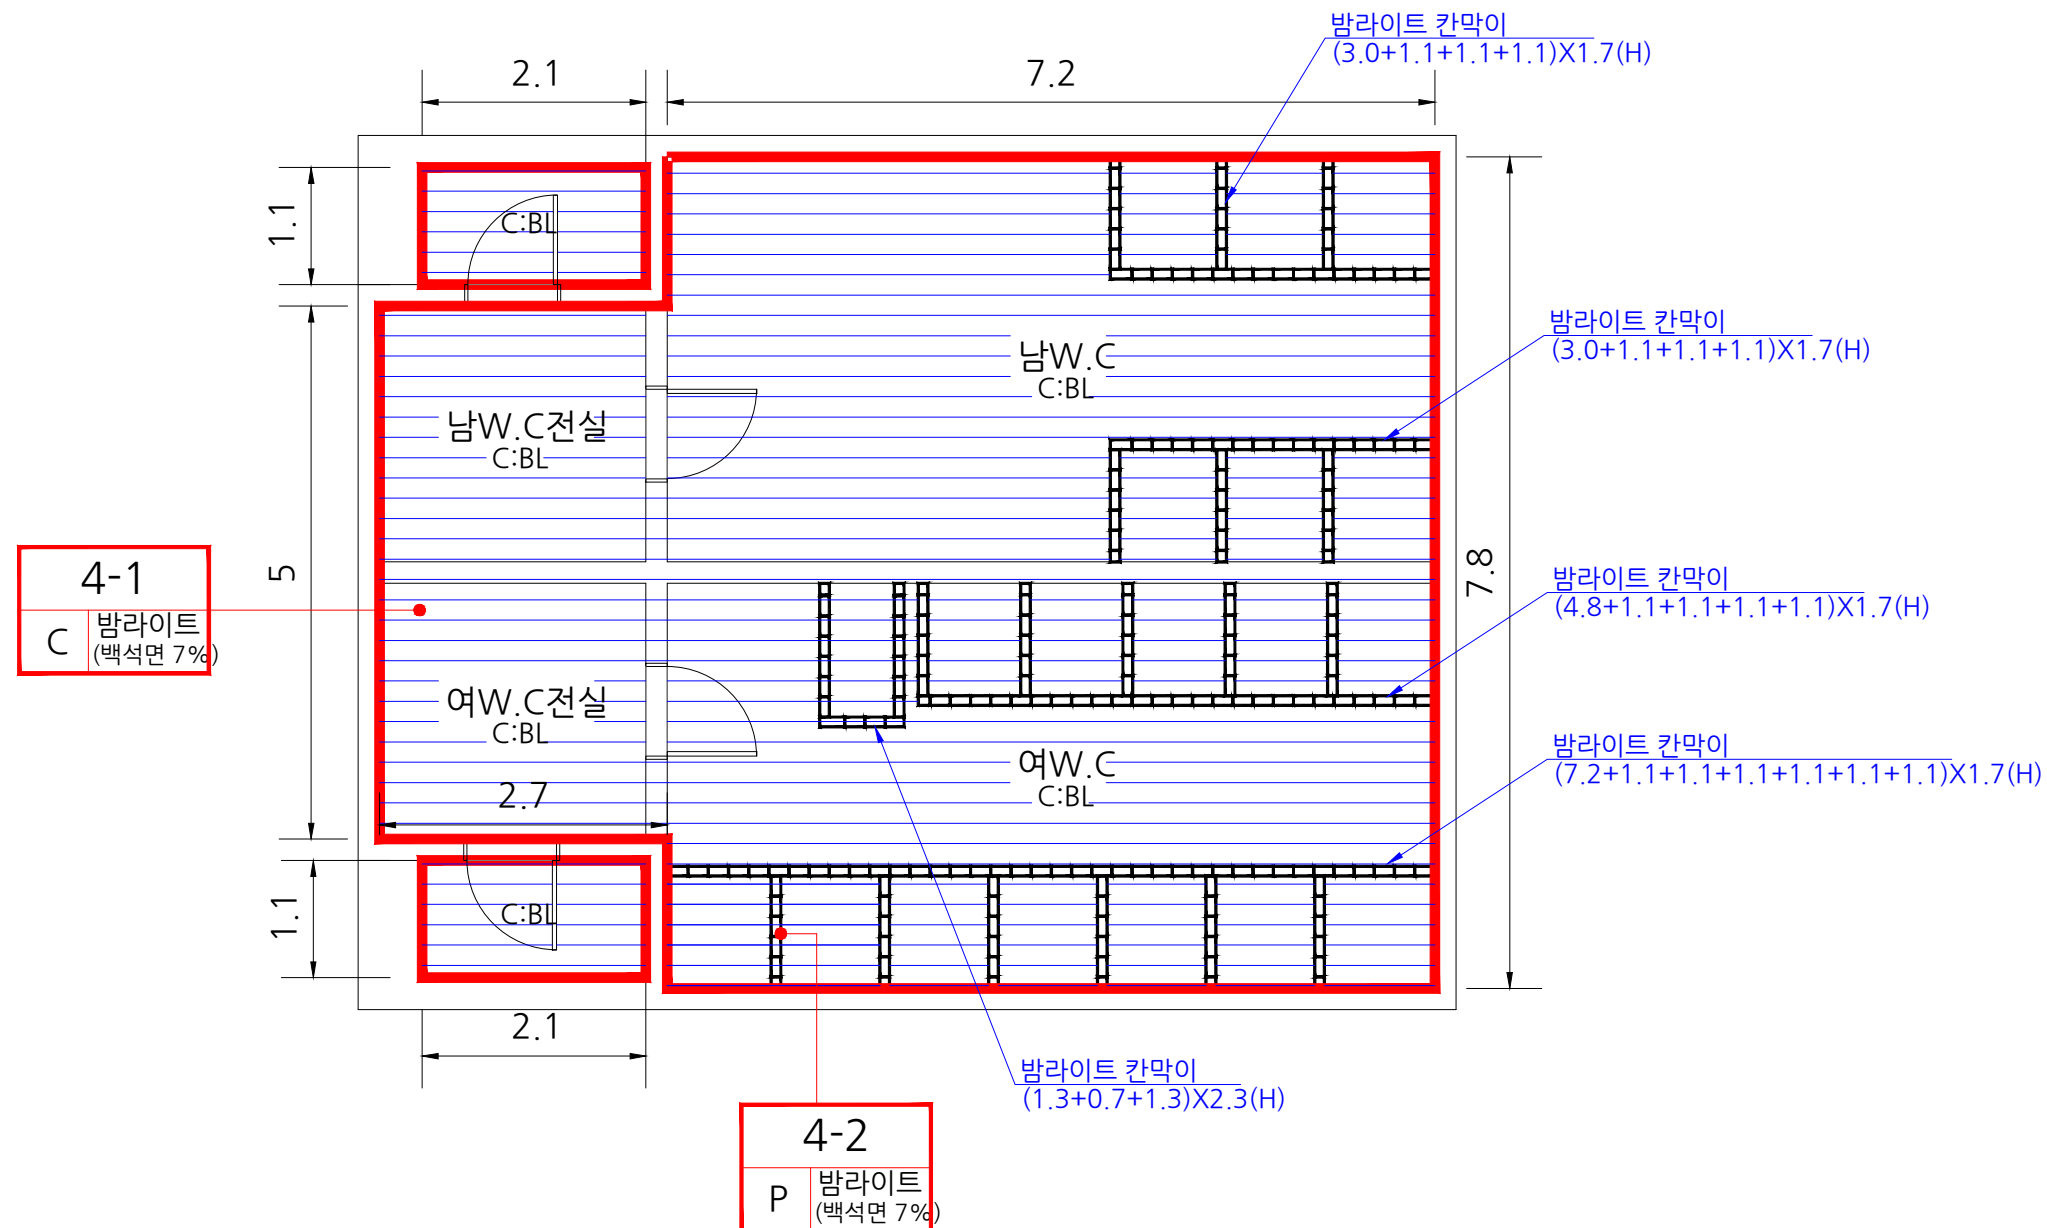 밤라이트 칸막이
(3.0+1.1+1.1+1.1)X1.7(H)
2.1
7.2
1.1
C:BL
밤라이트 칸막이
(3.0+1.1+1.1+1.1)X1.7(H)
남W.C
C:BL
남W.C전실
C:BL
5
7.8
4-1
C
밤라이트
(백석면 7%)
밤라이트 칸막이
(4.8+1.1+1.1+1.1+1.1)X1.7(H)
여W.C전실
C:BL
여W.C
C:BL
밤라이트 칸막이
(7.2+1.1+1.1+1.1+1.1+1.1+1.1)X1.7(H)
2.7
1.1
C:BL
2.1
밤라이트 칸막이
(1.3+0.7+1.3)X2.3(H)
4-2
P
밤라이트
(백석면 7%)